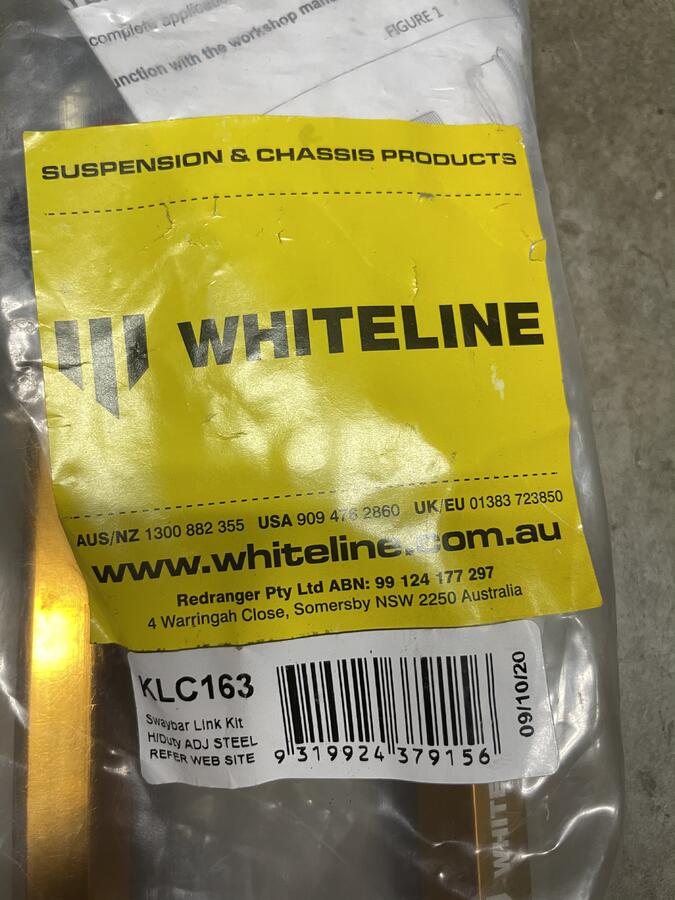 complete
unction with the workshop
FIGURE 1
SUSPENSION & CHASSIS PRODUCTS
WHITELINE
AUS/NZ 1300 882 355 USA 909 476 2860 UK/EU 01383 723850
www.whiteline.com.au
Redranger Pty Ltd ABN: 99 124 177 297
4 Warringah Close, Somersby NSW 2250 Australia
KLC163
Swaybar Link Kit
H/Duty ADJ STEEL
REFER WEB SITE
9 319924 379156
09/10/20
WHITE